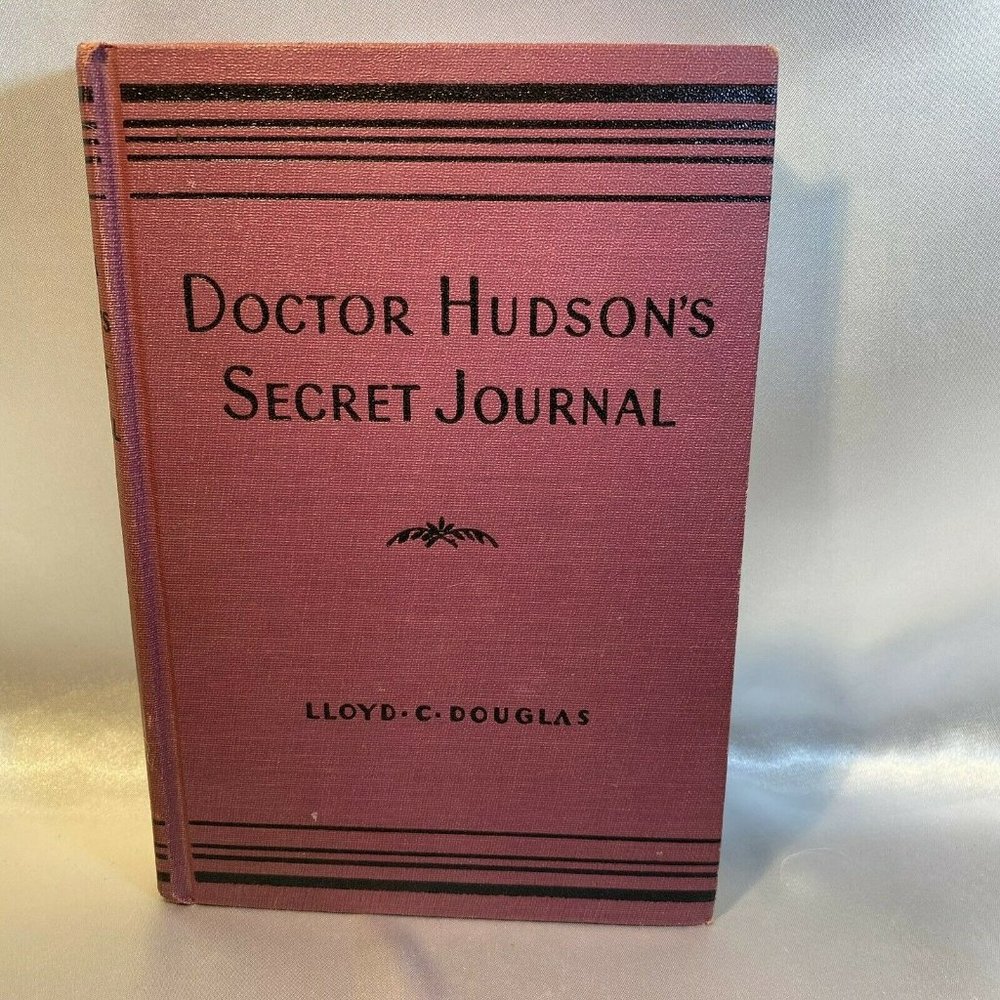 DOCTOR HUDSON'S
SECRET JOURNAL
LLOYD·C·DOUGLAS